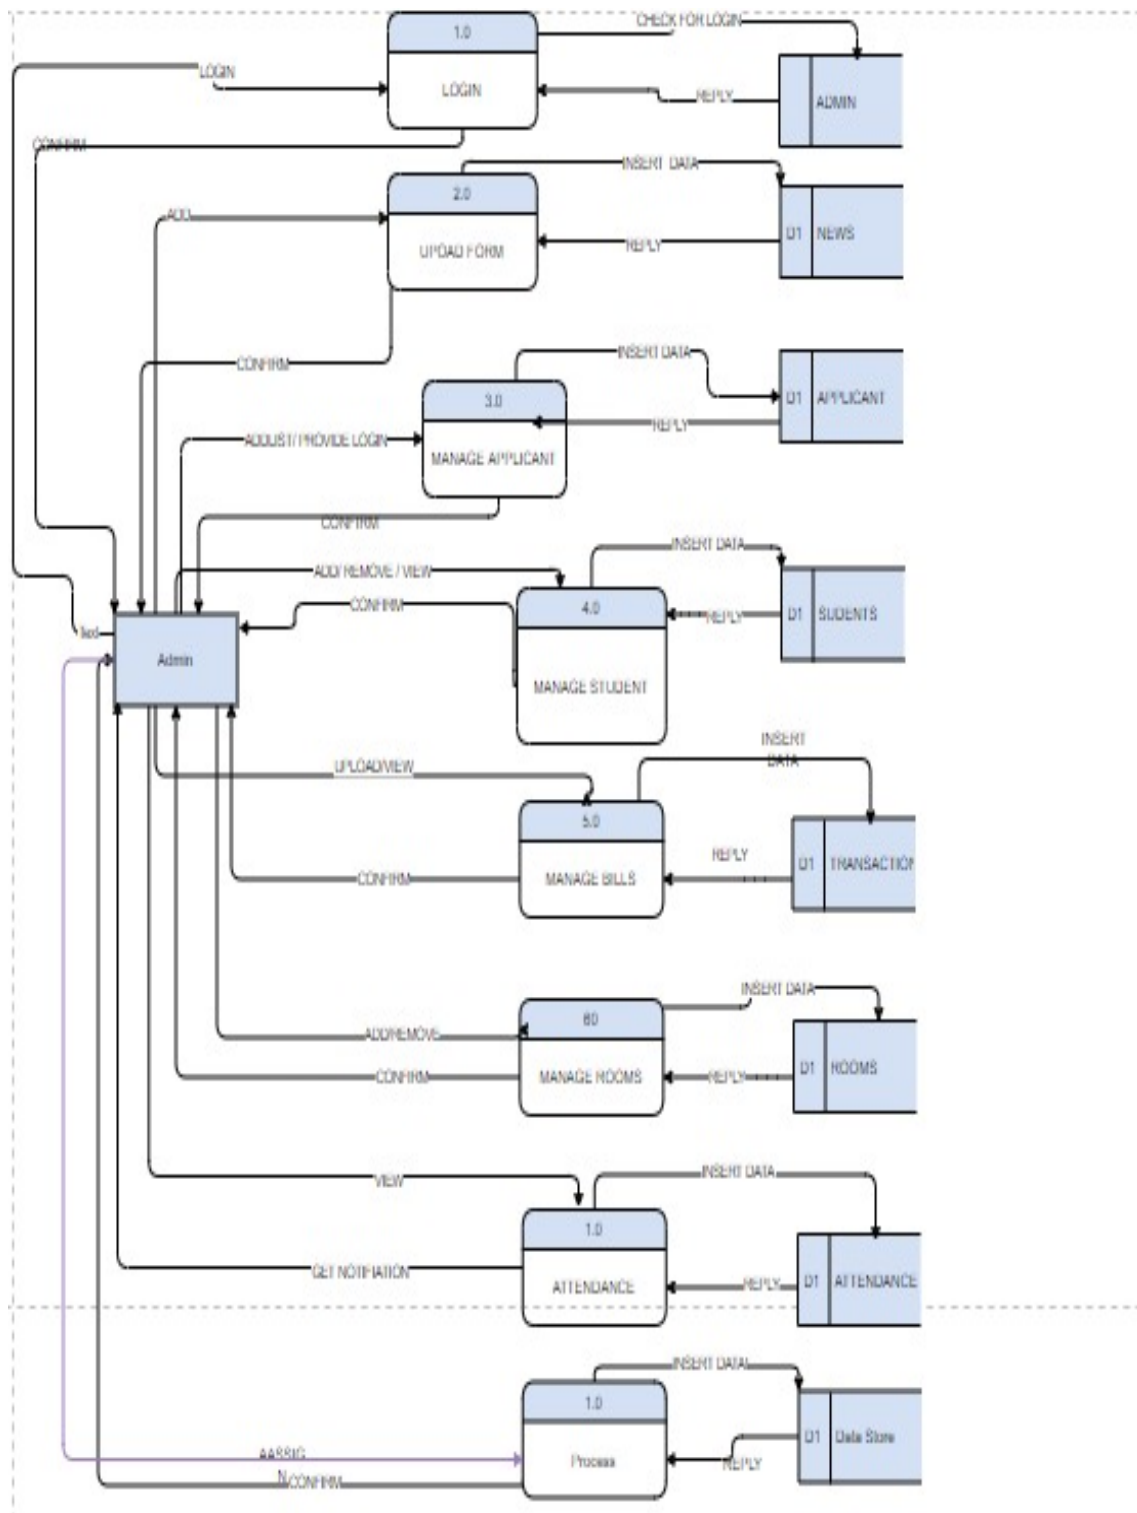 CHECK FOR LOGIN
1.0
LOGIN
LOGIN
REPLY
ADMIN
CONFIRM
INSERT DATA
2.0
ADD
UPOAD FORM
REPLY
D1 NEWS
CONFIRM
INSERT DATA
3.0
D1 APPLICANT
REPLY
ADDLIST/ PROVIDE LOGIN
MANAGE APPLICANT
CONFIRM
INSERT DATA
ADD/ REMOVE / VIEW
CONFIRM
4.0
REPLY
D1 SUDENTS
Text
Admin
MANAGE STUDENT
INSERT
DATA
UPLOAD/VIEW
5.0
REPLY
D1 TRANSACTION
CONFIRM
MANAGE BILLS
INSERT DATA
60
ADD/REMOVE
CONFIRM
MANAGE ROOMS
REPLY
D1 ROOMS
VIEW
INSERT DATA
1.0
GET NOTIFIATION
ATTENDANCE
REPLY
D1 ATTENDANCE
INSERT DATA
1.0
D1 Data Store
AASSIG
N
Process
REPLY
CONFIRM